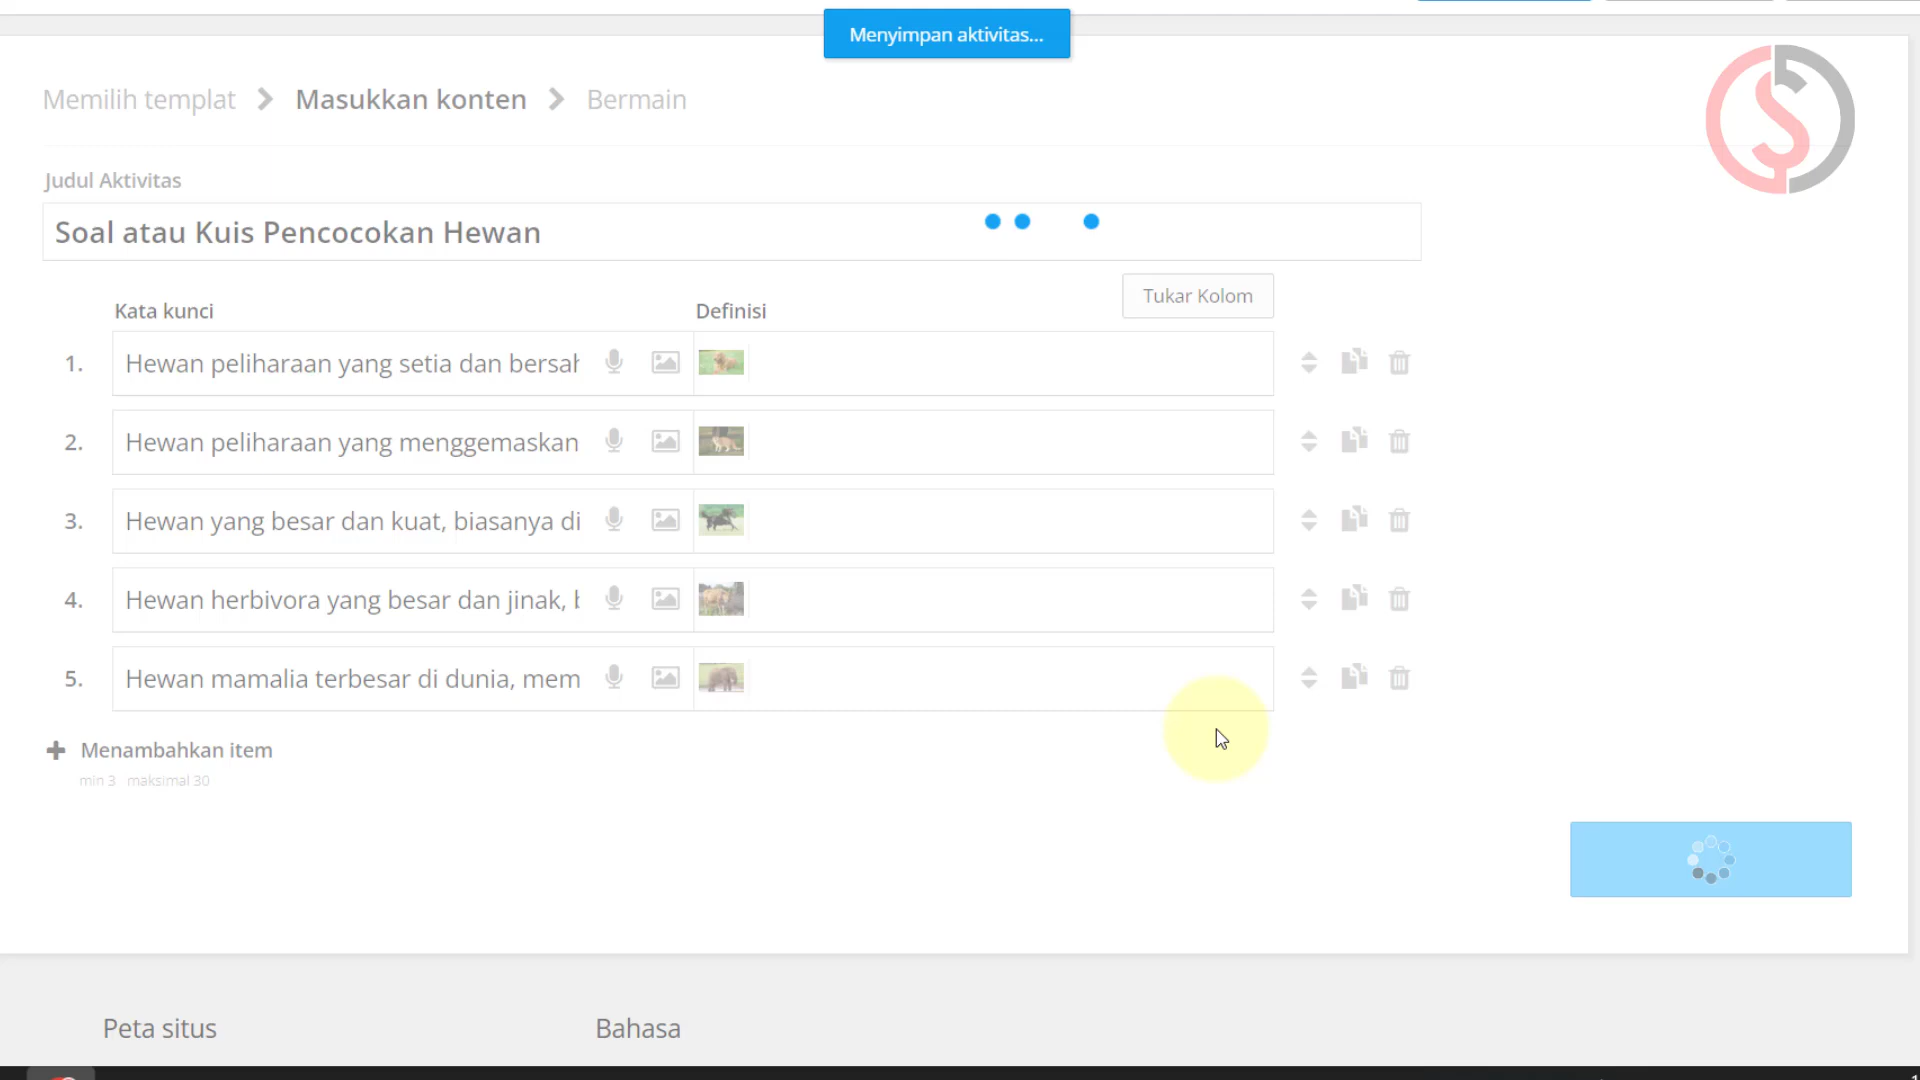 Menyimpan aktivitas...
Memilih templat > Masukkan konten > Bermain
Judul Aktivitas
Soal atau Kuis Pencocokan Hewan
Kata kunci
Definisi
Tukar Kolom
1. Hewan peliharaan yang setia dan bersah
2. Hewan peliharaan yang menggemaskan
3. Hewan yang besar dan kuat, biasanya di
4. Hewan herbivora yang besar dan jinak, b
5. Hewan mamalia terbesar di dunia, mem
Menambahkan item
min 3 maksimal 30
Peta situs
Bahasa